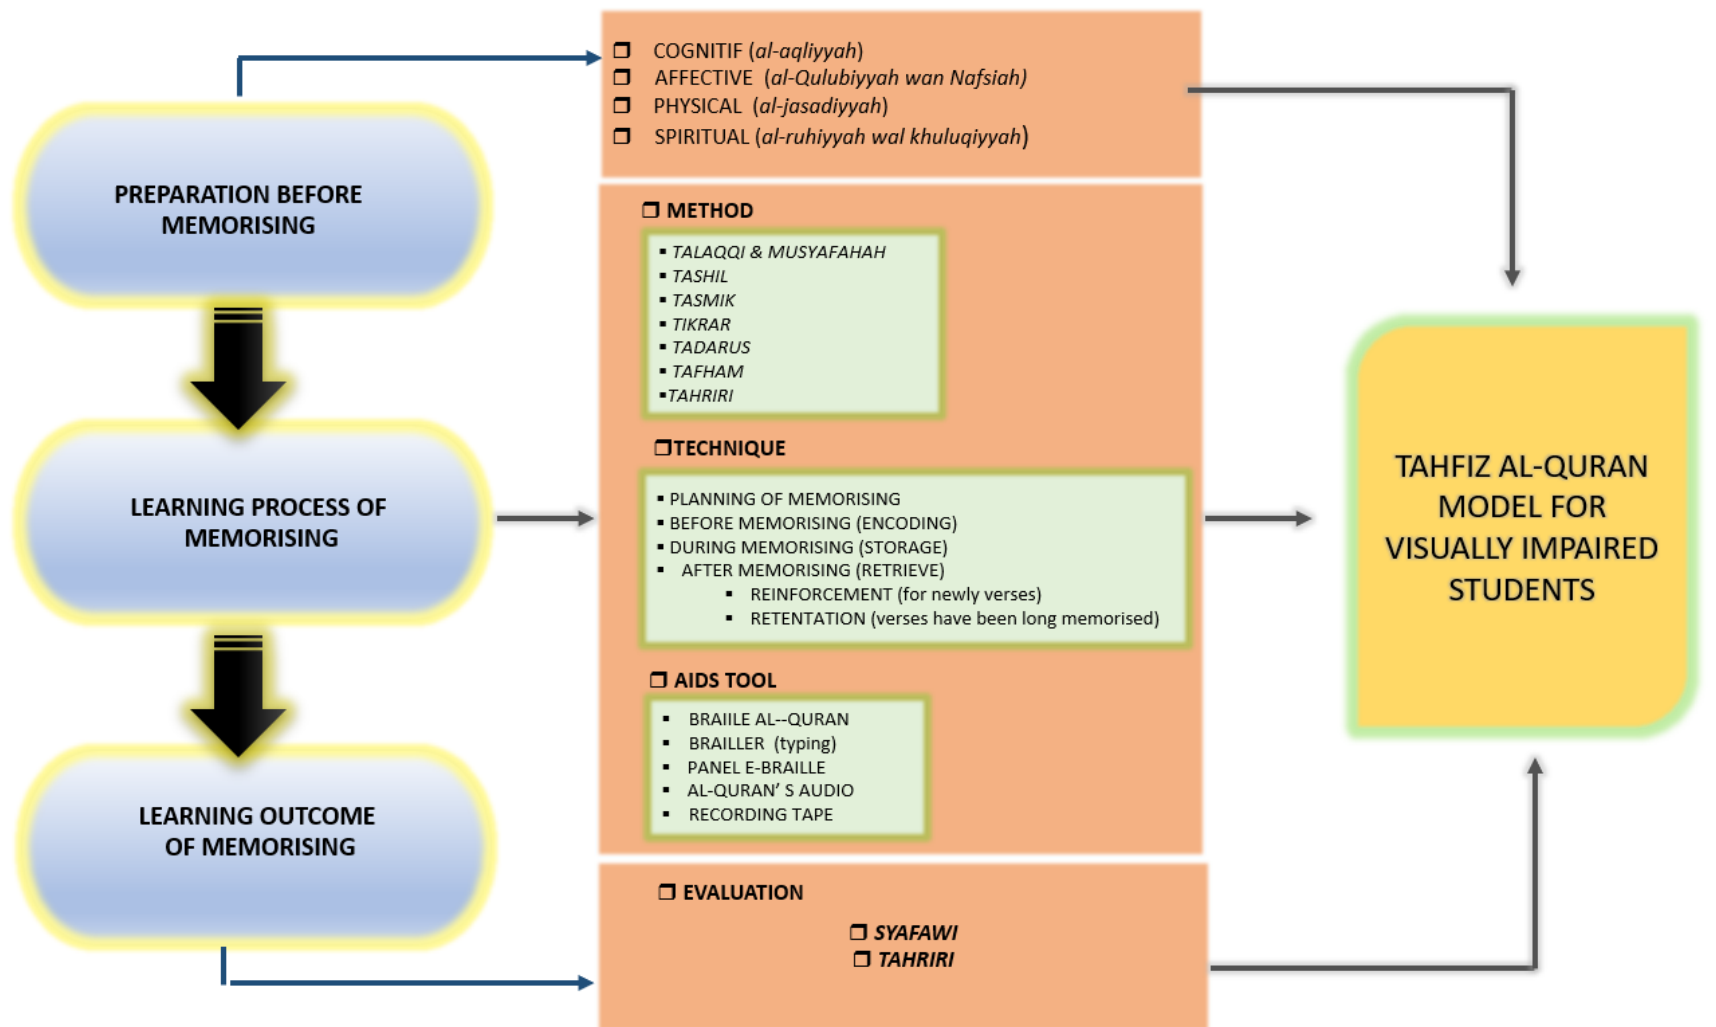 PREPARATION BEFORE
MEMORISING
LEARNING PROCESS OF
MEMORISING
LEARNING OUTCOME
OF MEMORISING
❐ COGNITIF (al-aqliyyah)
❐ AFFECTIVE (al-Qulubiyyah wan Nafsiah)
❐ PHYSICAL (al-jasadiyyah)
❐ SPIRITUAL (al-ruhiyyah wal khuluqiyyah)
❐ METHOD
▪ TALAQQI & MUSYAFAHAH
▪ TASHIL
▪ TASMIK
▪ TIKRAR
▪ TADARUS
▪ TAFHAM
▪TAHRIRI
❐TECHNIQUE
▪ PLANNING OF MEMORISING
▪ BEFORE MEMORISING (ENCODING)
▪ DURING MEMORISING (STORAGE)
▪ AFTER MEMORISING (RETRIEVE)
▪ REINFORCEMENT (for newly verses)
▪ RETENTATION (verses have been long memorised)
❐ AIDS TOOL
▪ BRAIILE AL--QURAN
▪ BRAILLER (typing)
▪ PANEL E-BRAILLE
▪ AL-QURAN’ S AUDIO
▪ RECORDING TAPE
❐ EVALUATION
❐ SYAFAWI
❐ TAHRIRI
TAHFIZ AL-QURAN
MODEL FOR
VISUALLY IMPAIRED
STUDENTS